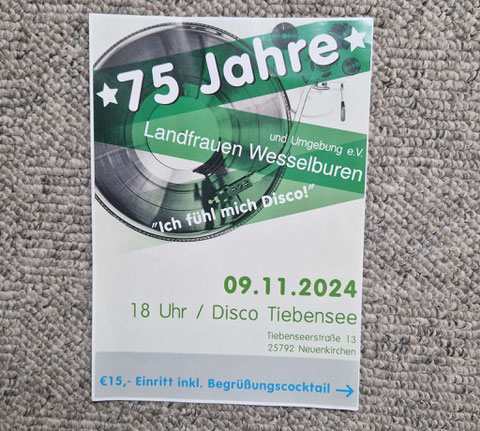 ★75 Jahre★
und Umgebung e.V.
Landfrauen Wesselburen
"Ich fühl mich Disco!"
09.11.2024
18 Uhr / Disco Tiebensee
Tiebenseerstraße 13
25792 Neuenkirchen
€15,- Einritt inkl. Begrüßungscocktail →